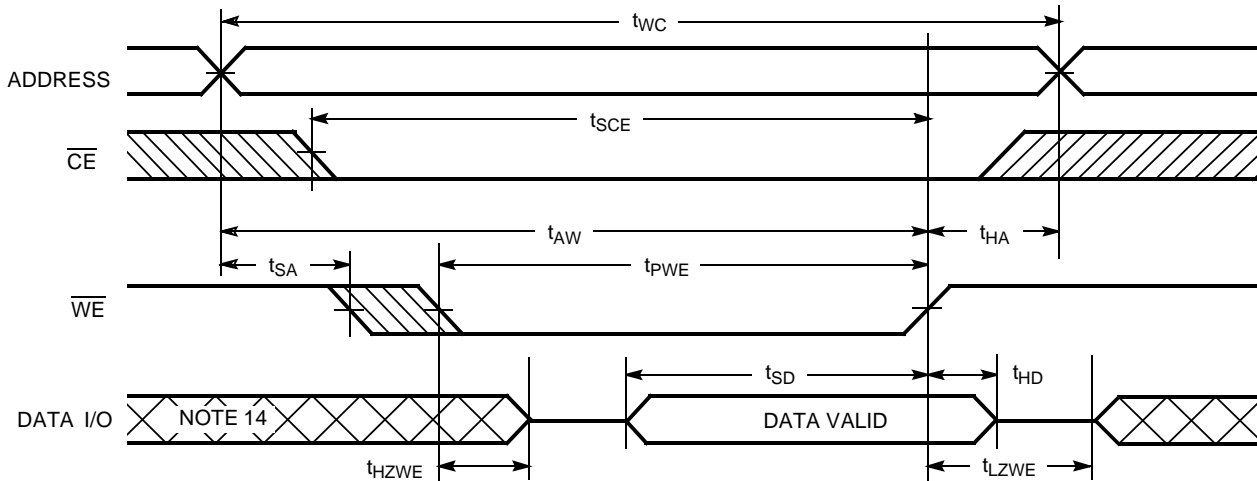 tWC
ADDRESS
tSCE
CE
tAW
tHA
tSA
tPWE
WE
tSD
tHD
DATA I/O
NOTE 14
DATA VALID
tHZWE
tLZWE